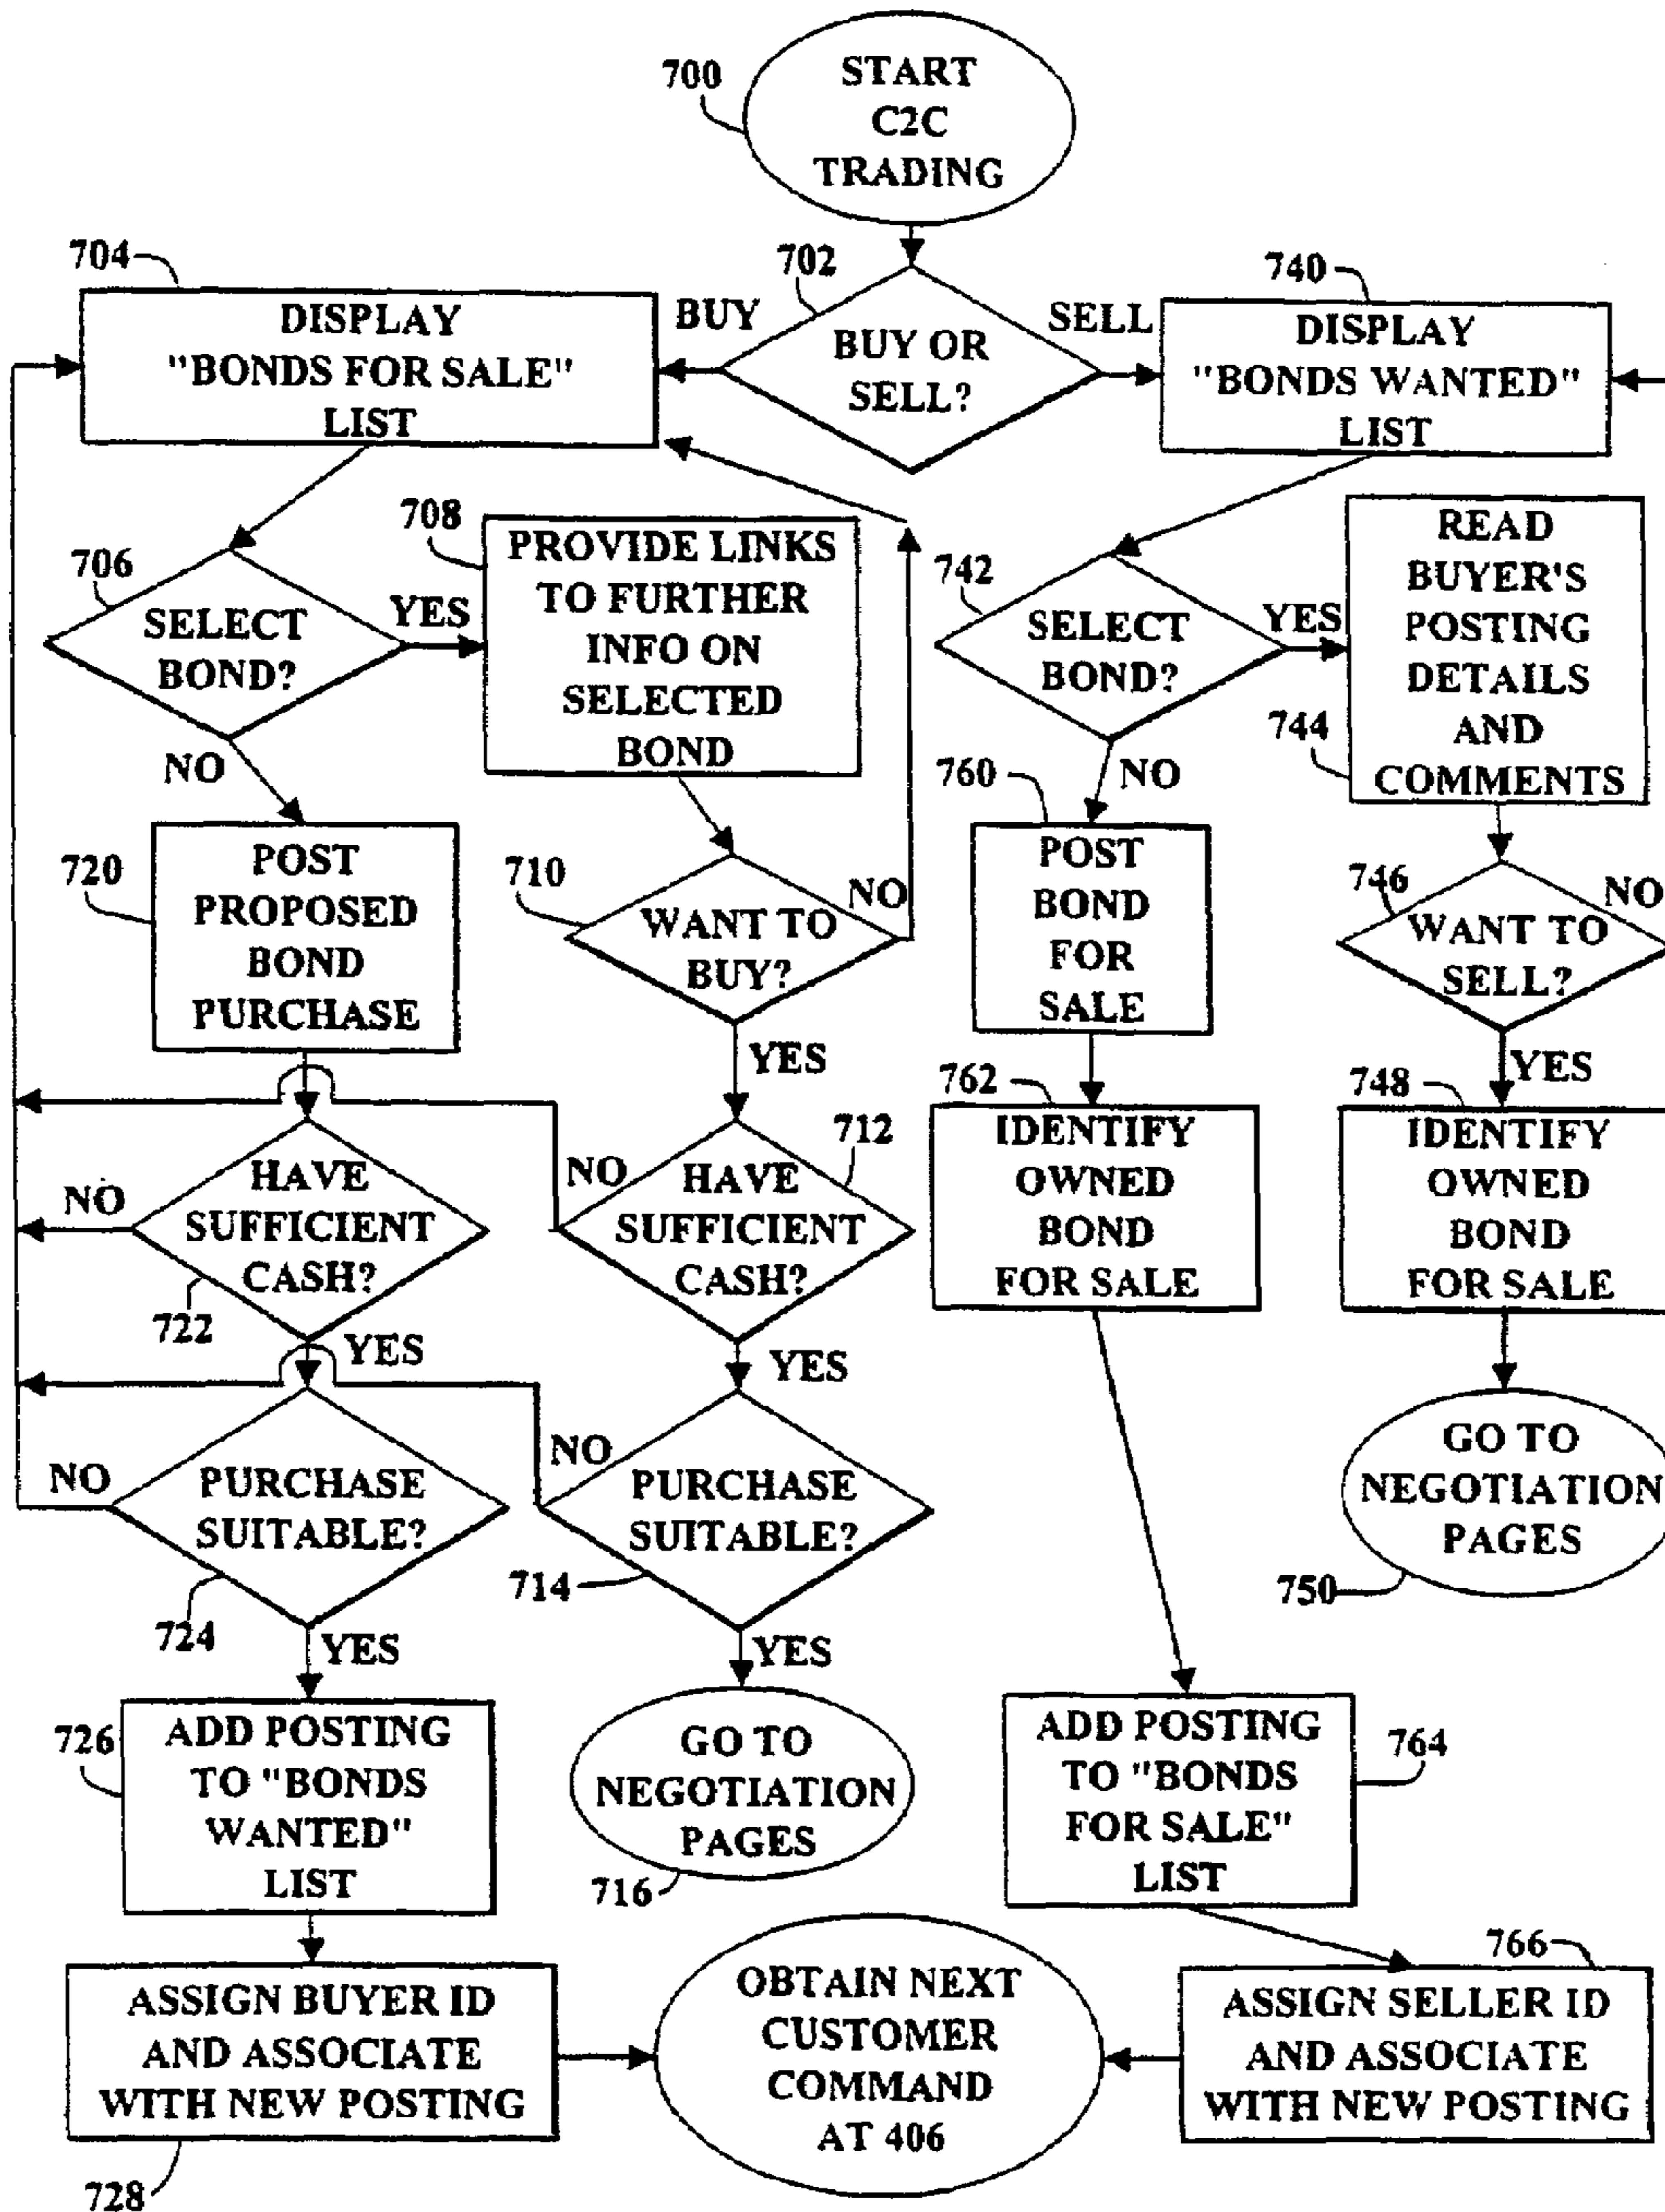 700
START
C2C
TRADING
704
702
740
DISPLAY
"BONDS FOR SALE"
LIST
BUY
BUY OR
SELL?
SELL
DISPLAY
"BONDS WANTED"
LIST
706
SELECT
BOND?
YES
NO
708
PROVIDE LINKS
TO FURTHER
INFO ON
SELECTED
BOND
742
SELECT
BOND?
YES
NO
READ
BUYER'S
POSTING
DETAILS
AND
COMMENTS
744
720
POST
PROPOSED
BOND
PURCHASE
710
WANT TO
BUY?
NO
YES
760
POST
BOND
FOR
SALE
746
WANT TO
SELL?
NO
YES
NO
HAVE
SUFFICIENT
CASH?
722
YES
NO
HAVE
SUFFICIENT
CASH?
712
YES
762
IDENTIFY
OWNED
BOND
FOR SALE
748
IDENTIFY
OWNED
BOND
FOR SALE
NO
PURCHASE
SUITABLE?
724
YES
NO
PURCHASE
SUITABLE?
714
YES
GO TO
NEGOTIATION
PAGES
750
726
ADD POSTING
TO "BONDS
WANTED"
LIST
GO TO
NEGOTIATION
PAGES
716
ADD POSTING
TO "BONDS
FOR SALE"
LIST
764
ASSIGN BUYER ID
AND ASSOCIATE
WITH NEW POSTING
728
OBTAIN NEXT
CUSTOMER
COMMAND
AT 406
766
ASSIGN SELLER ID
AND ASSOCIATE
WITH NEW POSTING